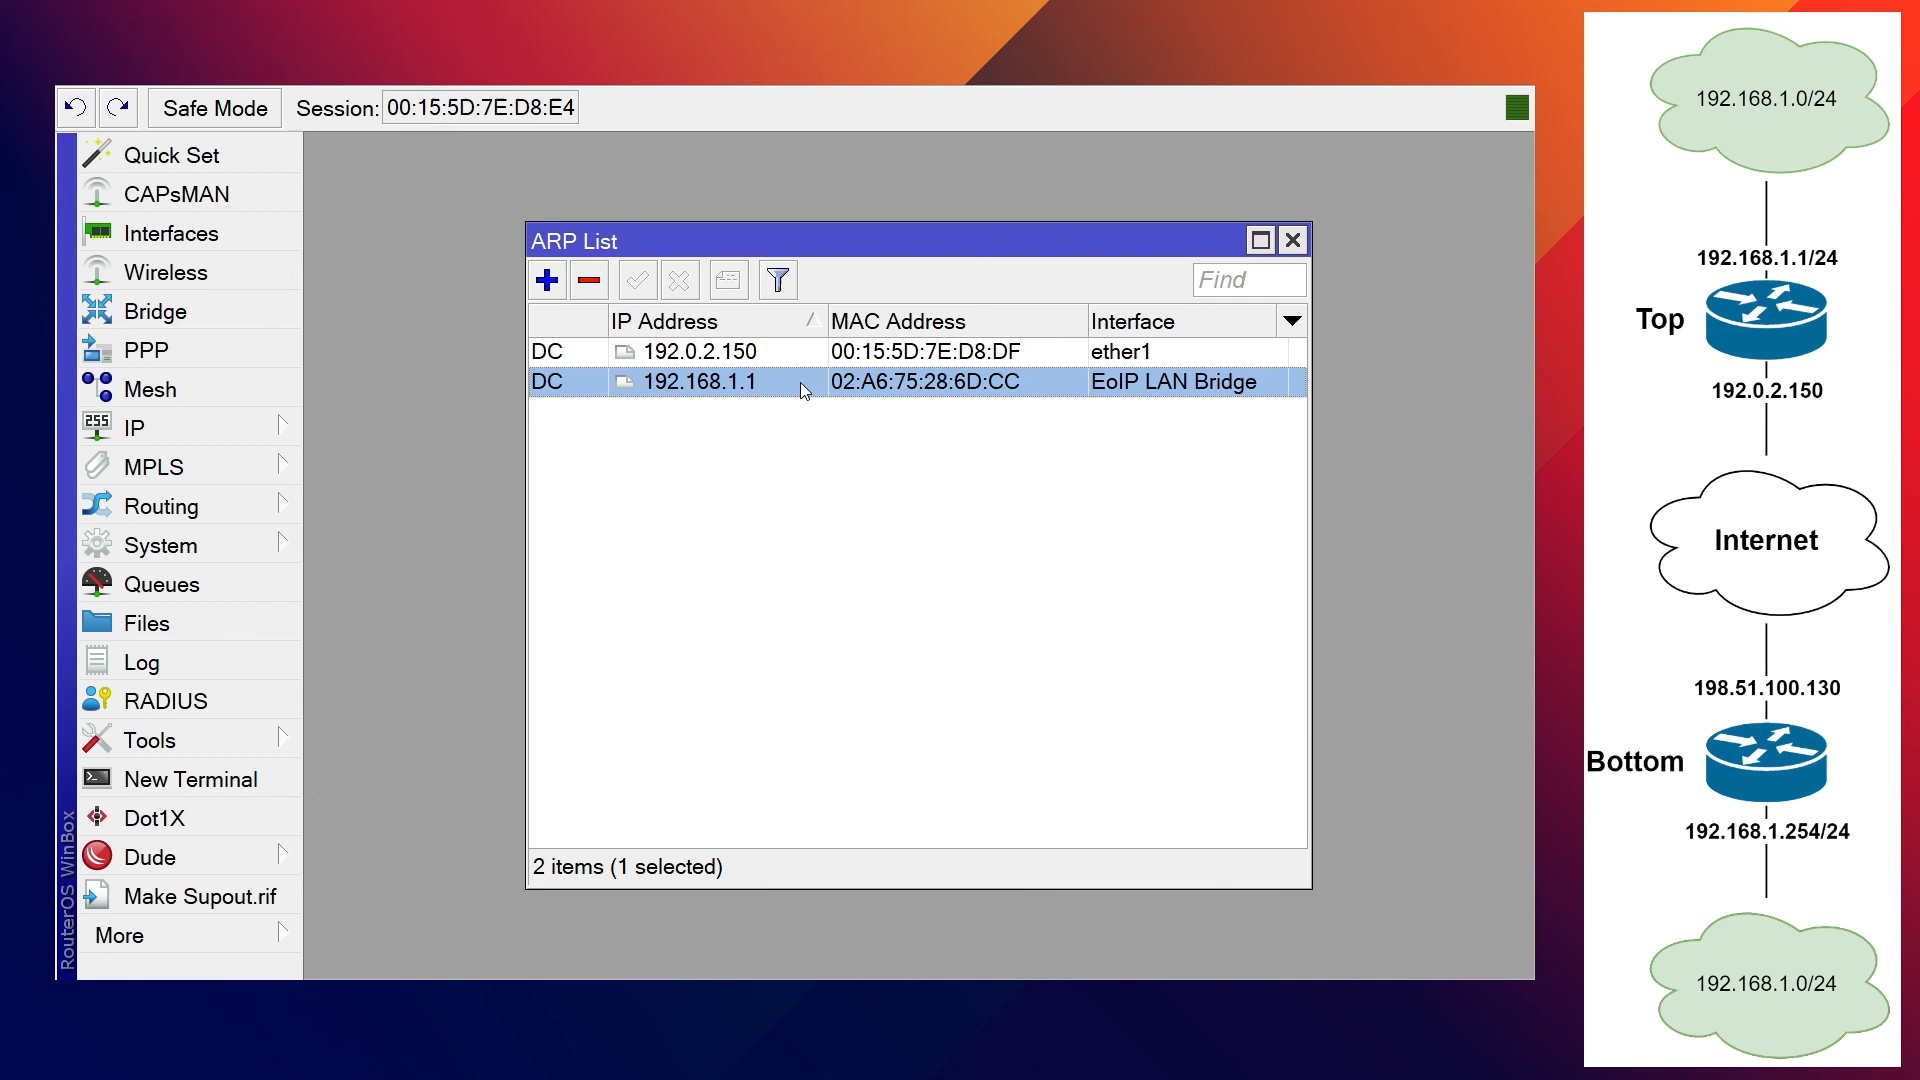 Safe Mode
Session: 00:15:5D:7E:D8:E4
Quick Set
CAPsMAN
Interfaces
Wireless
Bridge
PPP
Mesh
255
IP
MPLS
Routing
System
Queues
Files
Log
RADIUS
Tools
New Terminal
Dot1X
Dude
Make Supout.rif
More
RouterOS WinBox
ARP List
Find
IP Address MAC Address Interface
DC 192.0.2.150 00:15:5D:7E:D8:DF ether1
DC 192.168.1.1 02:A6:75:28:6D:CC EoIP LAN Bridge
2 items (1 selected)
192.168.1.0/24
192.168.1.1/24
Top
192.0.2.150
Internet
198.51.100.130
Bottom
192.168.1.254/24
192.168.1.0/24